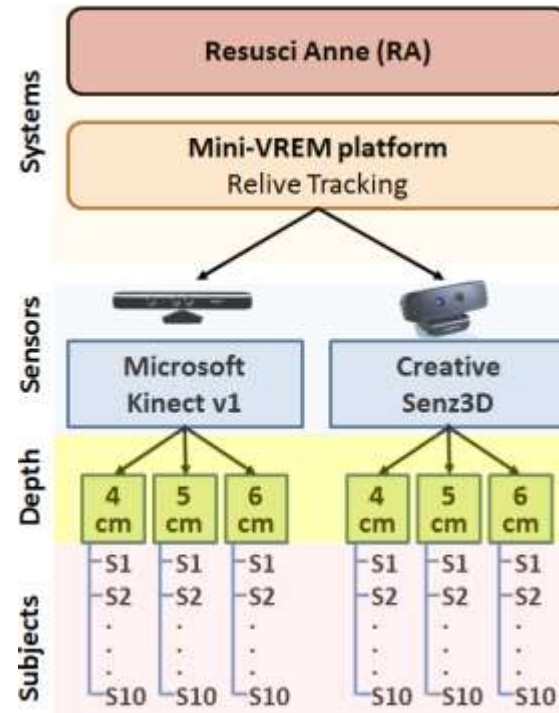 Systems
Resusci Anne (RA)
Mini-VREM platform
Relive Tracking
Sensors
Microsoft
Kinect v1
Creative
Senz3D
Depth
4 cm
5 cm
6 cm
4 cm
5 cm
6 cm
Subjects
S1 S1 S1 S1 S1 S1
S2 S2 S2 S2 S2 S2
. . . . . .
. . . . . .
. . . . . .
S10 S10 S10 S10 S10 S10